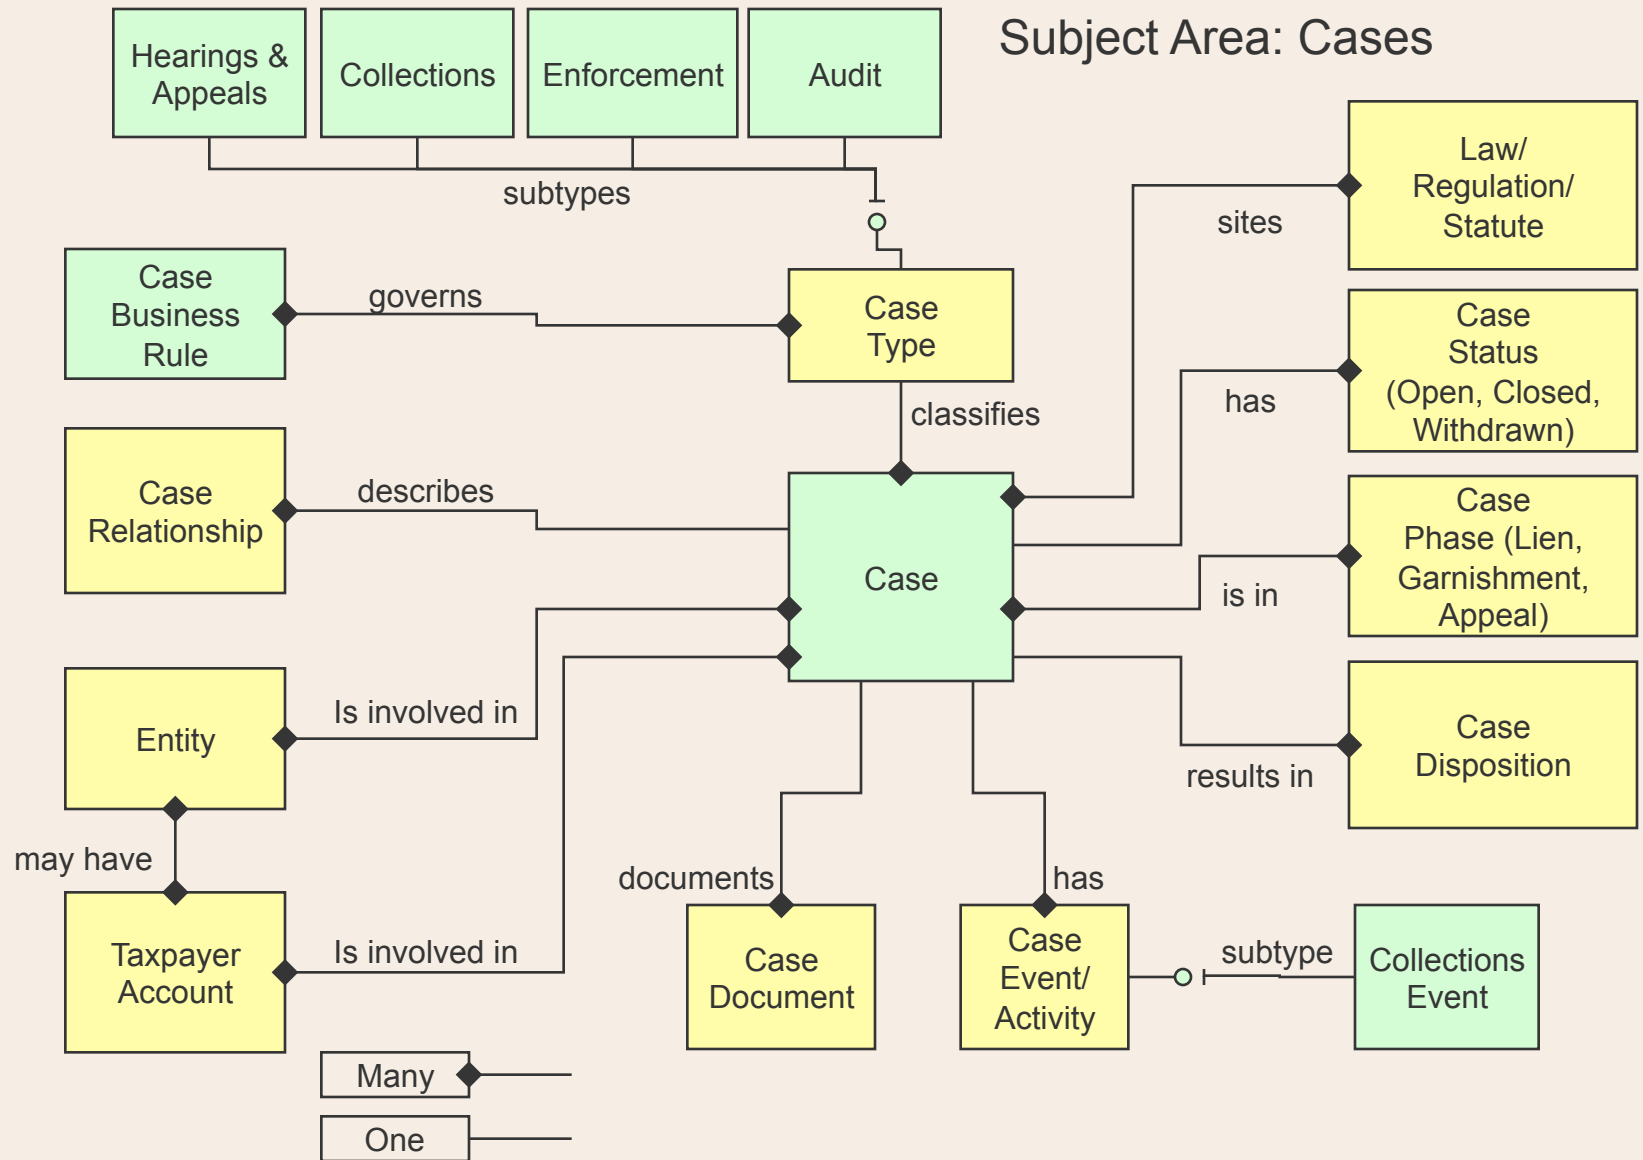 Subject Area: Cases
Hearings &
Appeals
Collections
Enforcement
Audit
subtypes
Law/
Regulation/
Statute
sites
Case
Business
Rule
governs
Case
Type
Case
Status
(Open, Closed,
Withdrawn)
has
classifies
Case
Relationship
describes
Case
Case
Phase (Lien,
Garnishment,
Appeal)
is in
Entity
Is involved in
Case
Disposition
results in
may have
documents
has
Taxpayer
Account
Is involved in
Case
Document
Case
Event/
Activity
subtype
Collections
Event
Many
One